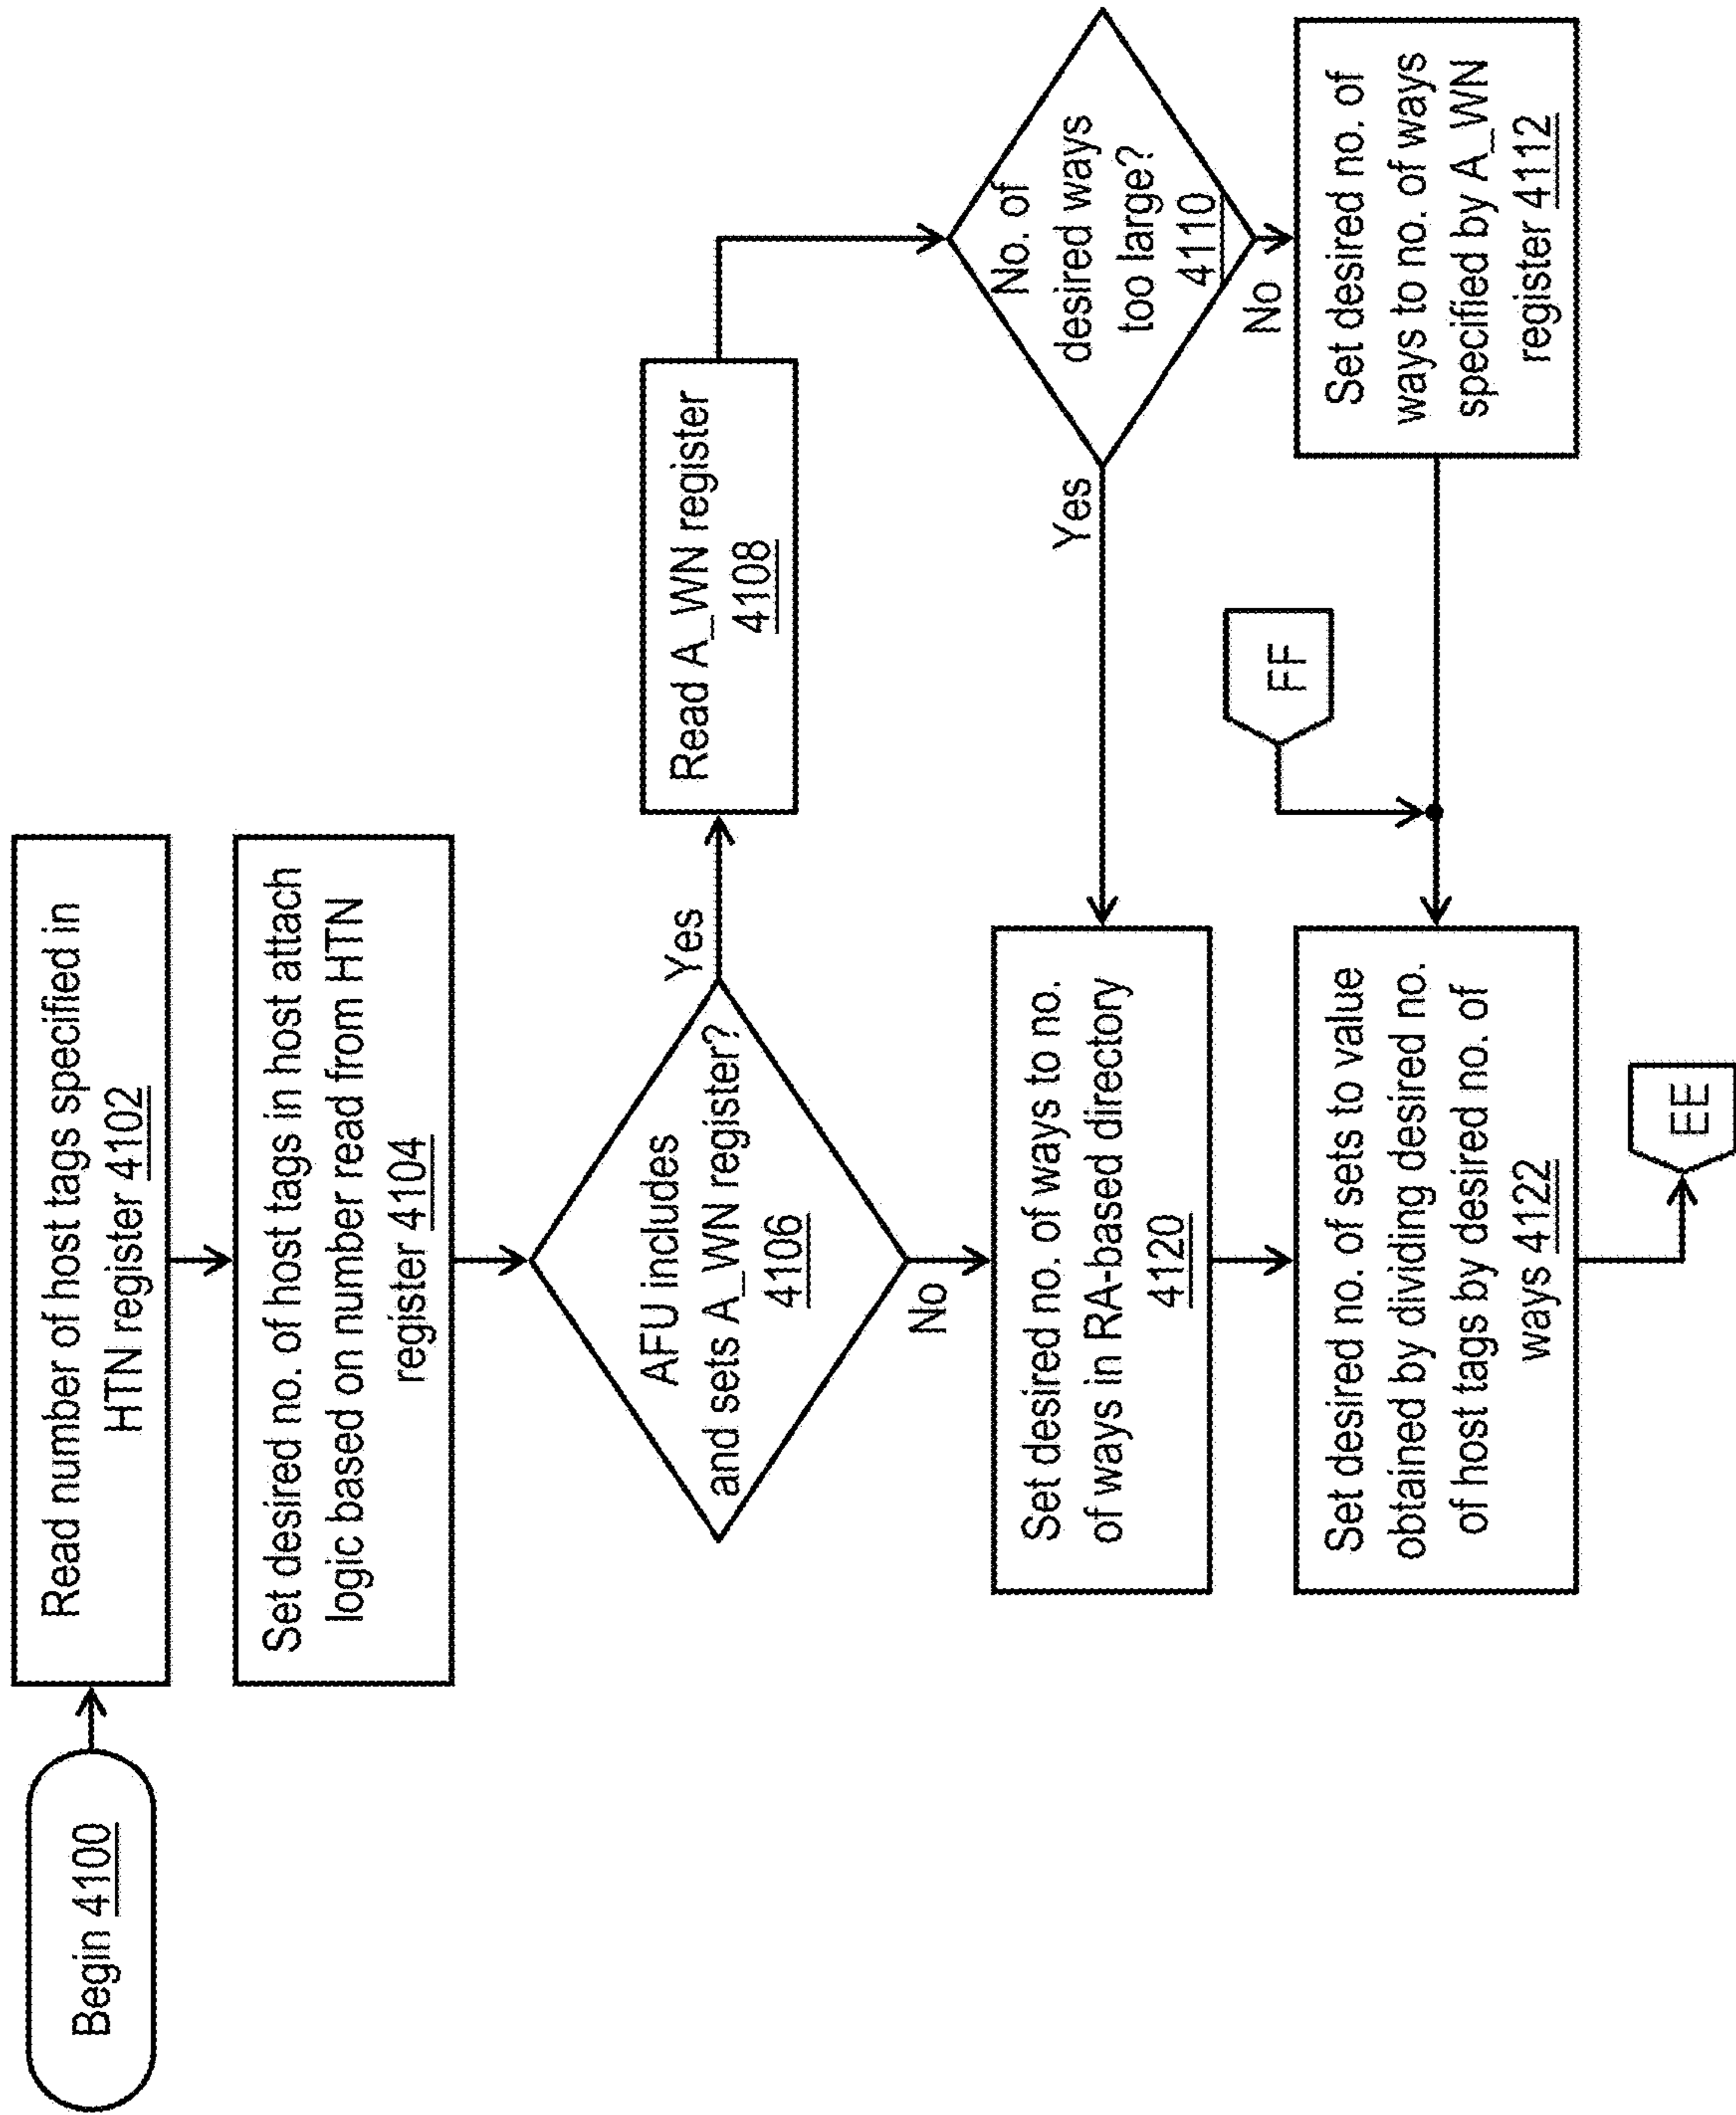 Begin 4100
Read number of host tags specified in
HTN register 4102
Set desired no. of host tags in host attach
logic based on number read from HTN
register 4104
AFU includes
and sets A_WN register?
4106
Yes
No
Read A_WN register
4108
No. of
desired ways
too large?
4110
Yes
No
Set desired no. of
ways to no. of ways
specified by A_WN
register 4112
FF
Set desired no. of ways to no.
of ways in RA-based directory
4120
Set desired no. of sets to value
obtained by dividing desired no.
of host tags by desired no. of
ways 4122
EE